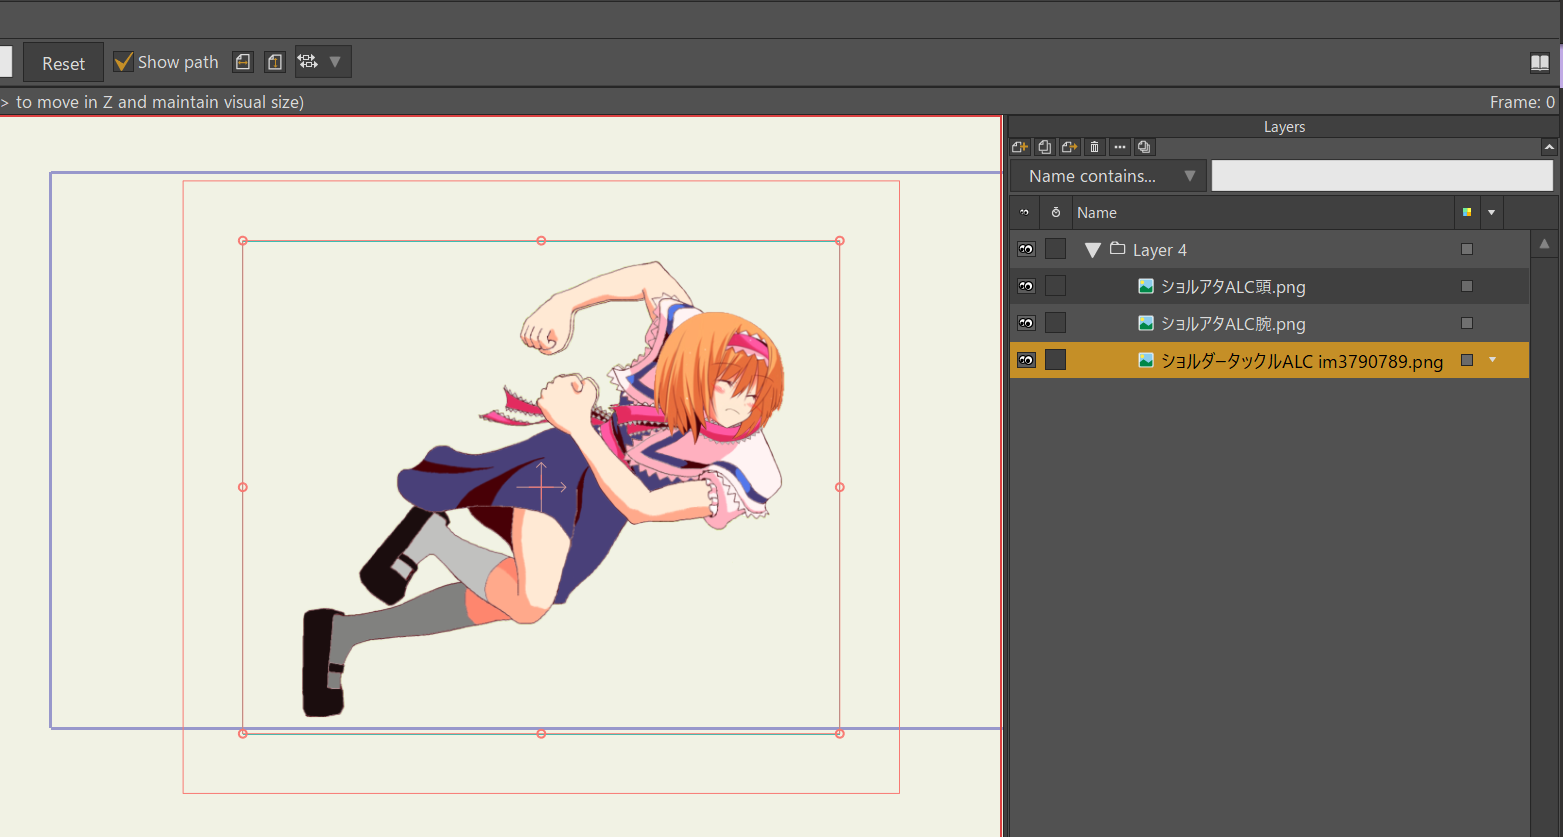 Reset
Show path
> to move in Z and maintain visual size)
Frame: 0
Layers
Name contains...
Name
Layer 4
ショルアタALC頭.png
ショルアタALC腕.png
ショルダータックルALC im3790789.png